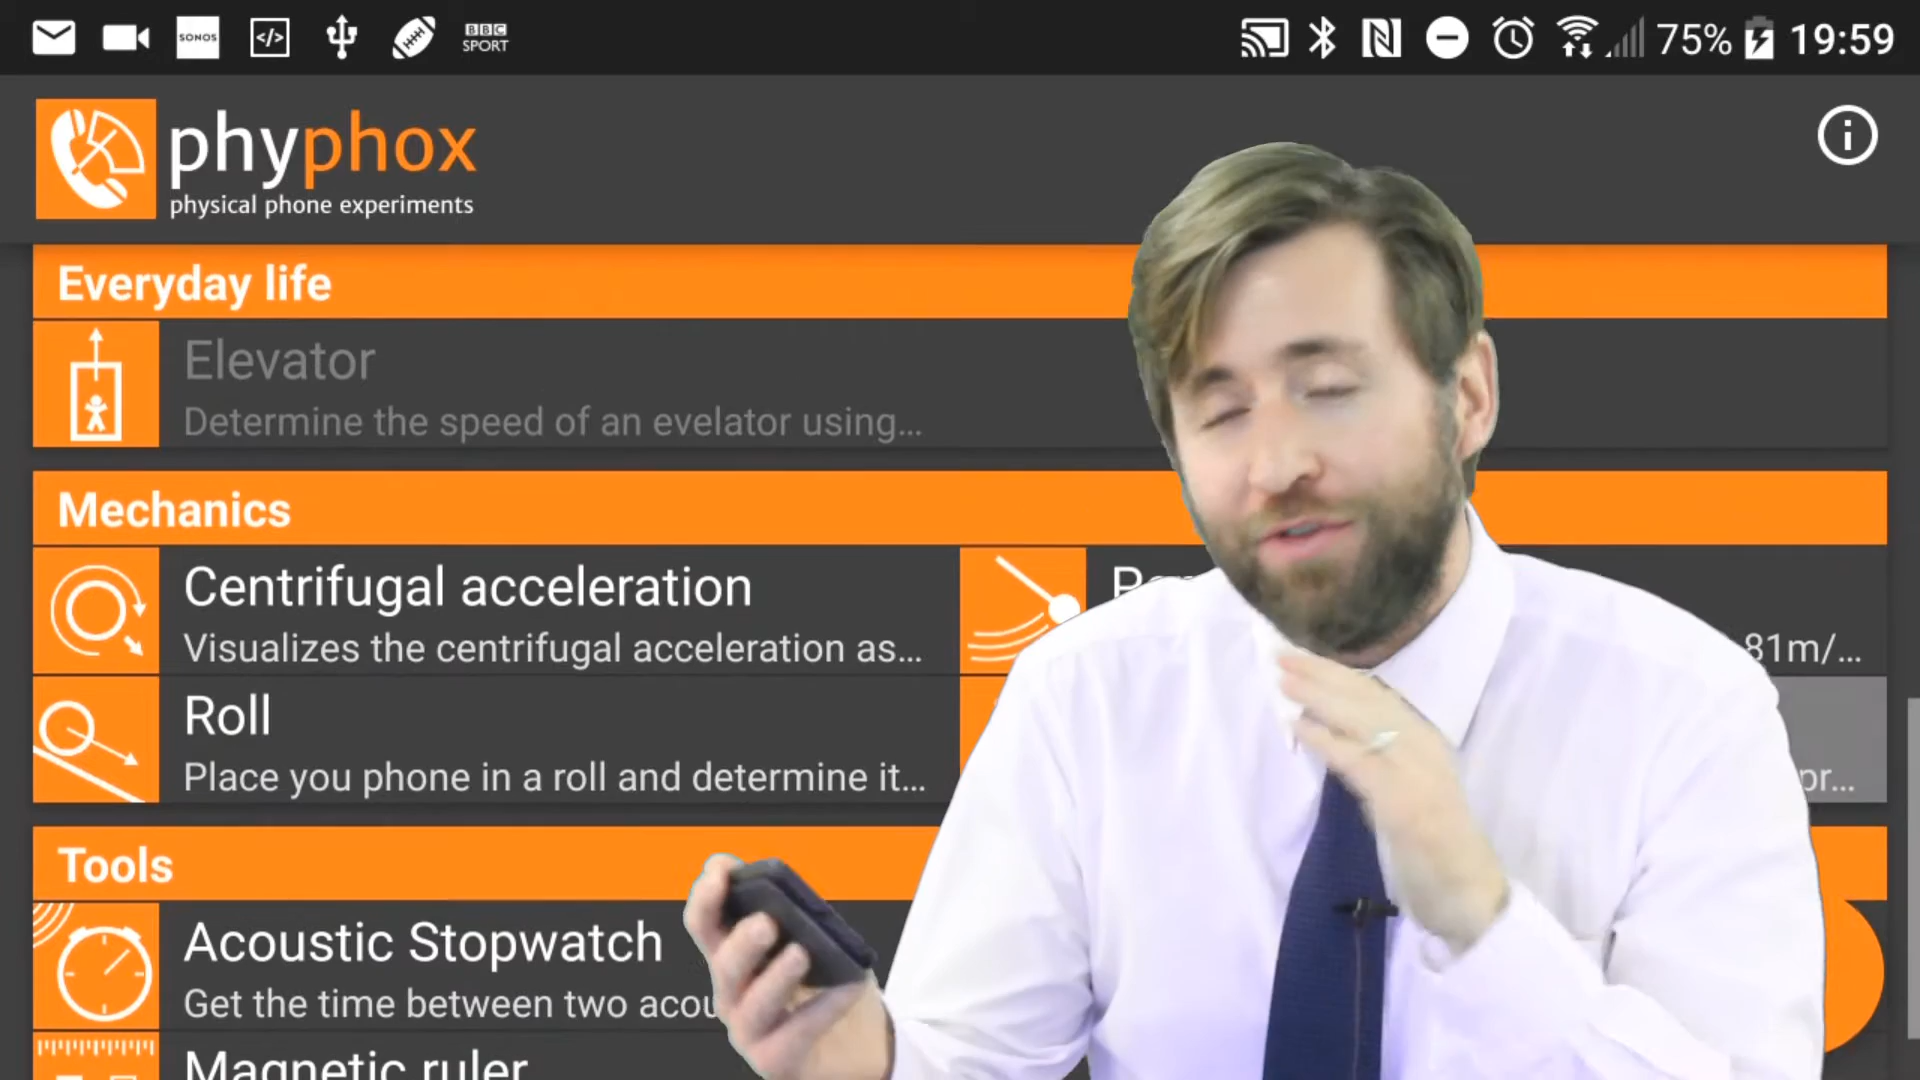 SONOS
</>
BBC
SPORT
75%
19:59
phyphox
physical phone experiments
Everyday life
Elevator
Determine the speed of an evelator using...
Mechanics
Centrifugal acceleration
Visualizes the centrifugal acceleration as...
81m/...
Roll
Place you phone in a roll and determine it...
pr...
Tools
Acoustic Stopwatch
Get the time between two
Magnetic ruler